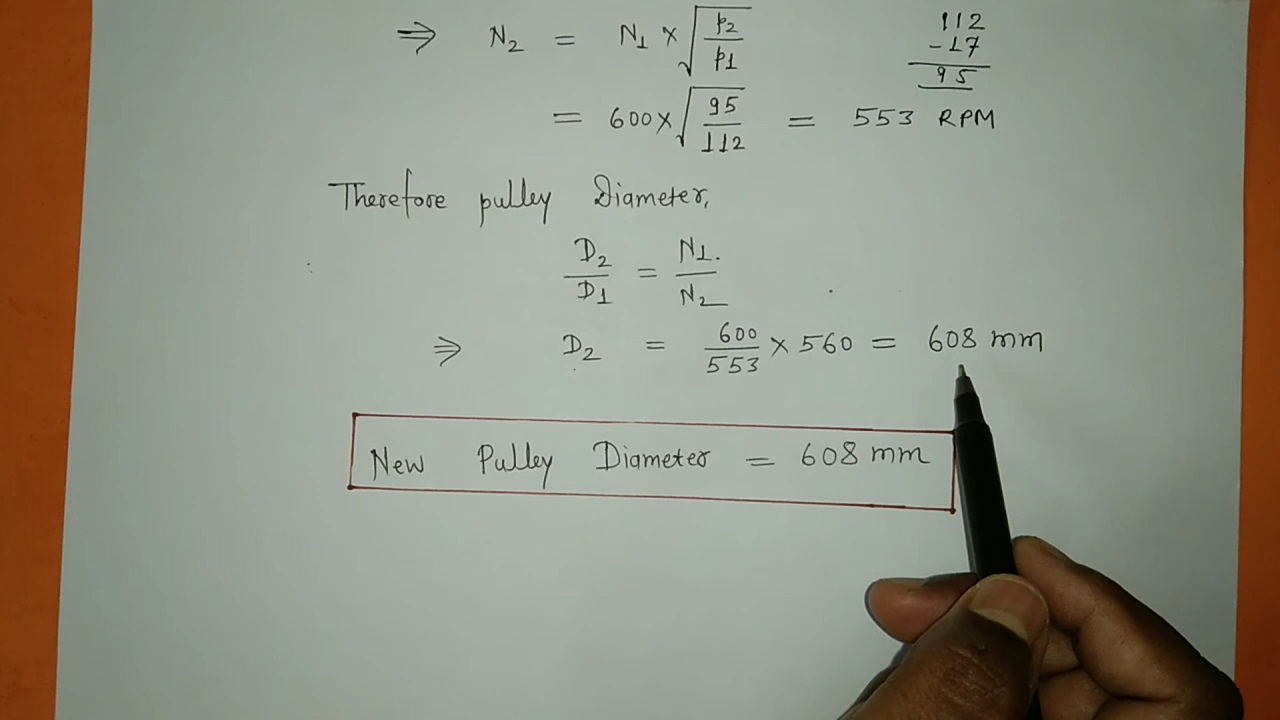 ⇒ N₂ = N₁ × √(p₂/p₁)
112
-17
95
= 600 × √(95/112) = 553 RPM
Therefore pulley Diameter,
D₂/D₁ = N₁./N₂
⇒ D₂ = 600/553 × 560 = 608 mm
New Pulley Diameter = 608 mm